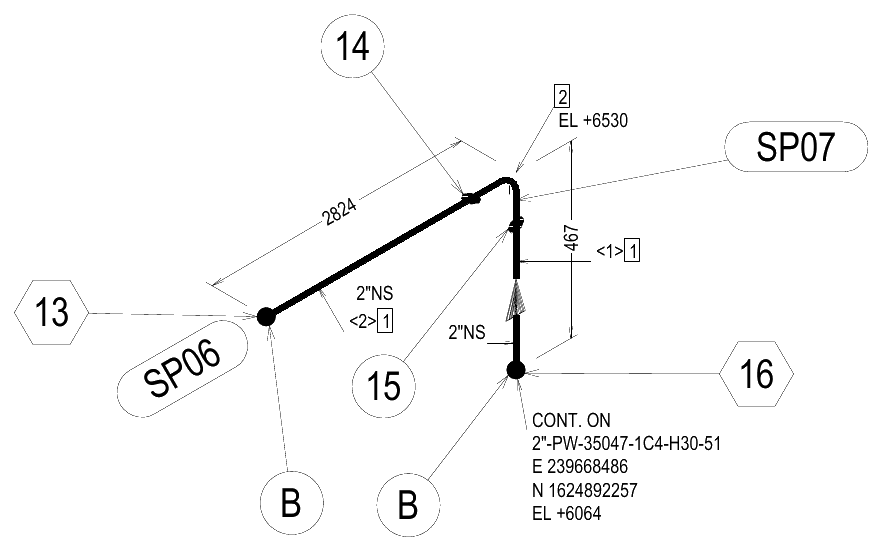 14
2
EL +6530
SP07
2824
467
<1>1
13
2"NS
<2>1
2"NS
SP06
15
16
CONT. ON
2"-PW-35047-1C4-H30-51
E 239668486
N 1624892257
EL +6064
B
B